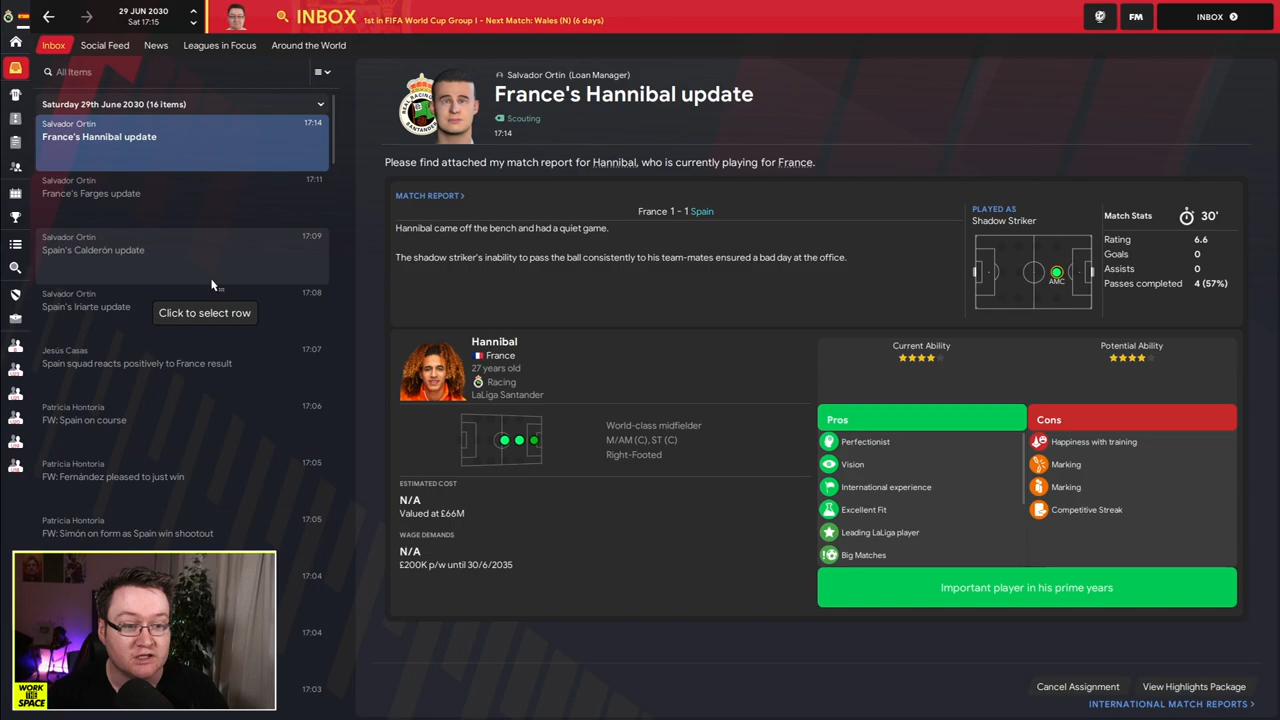 29 JUN 2030
Sat 17:15
INBOX
1st in FIFA World Cup Group I - Next Match: Wales (N) (6 days)
FM
INBOX
Inbox
Social Feed
News
Leagues in Focus
Around the World
All Items
Saturday 29th June 2030 (16 items)
Salvador Ortin
17:14
France's Hannibal update
Salvador Ortin
17:11
France's Farges update
Salvador Ortin
17:09
Spain's Calderón update
Salvador Ortin
17:08
Spain's Iriarte update
Click to select row
Jesús Casas
17:07
Spain squad reacts positively to France result
Patricia Hontoria
17:06
FW: Spain on course
Patricia Hontoria
17:05
FW: Fernández pleased to just win
Patricia Hontoria
17:05
FW: Simón on form as Spain win shootout
17:04
17:04
17:03
WORK
THE
SPACE
Salvador Ortin (Loan Manager)
France's Hannibal update
Scouting
17:14
Please find attached my match report for Hannibal, who is currently playing for France.
MATCH REPORT >
France 1 - 1 Spain
Hannibal came off the bench and had a quiet game.
The shadow striker's inability to pass the ball consistently to his team-mates ensured a bad day at the office.
PLAYED AS
Shadow Striker
AMC
Match Stats
30'
Rating 6.6
Goals 0
Assists 0
Passes completed 4 (57%)
Hannibal
France
27 years old
Racing
LaLiga Santander
World-class midfielder
M/AM (C), ST (C)
Right-Footed
ESTIMATED COST
N/A
Valued at £66M
WAGE DEMANDS
N/A
£200K p/w until 30/6/2035
Current Ability
Potential Ability
Pros
Perfectionist
Vision
International experience
Excellent Fit
Leading LaLiga player
Big Matches
Cons
Happiness with training
Marking
Marking
Competitive Streak
Important player in his prime years
Cancel Assignment
View Highlights Package
INTERNATIONAL MATCH REPORTS >